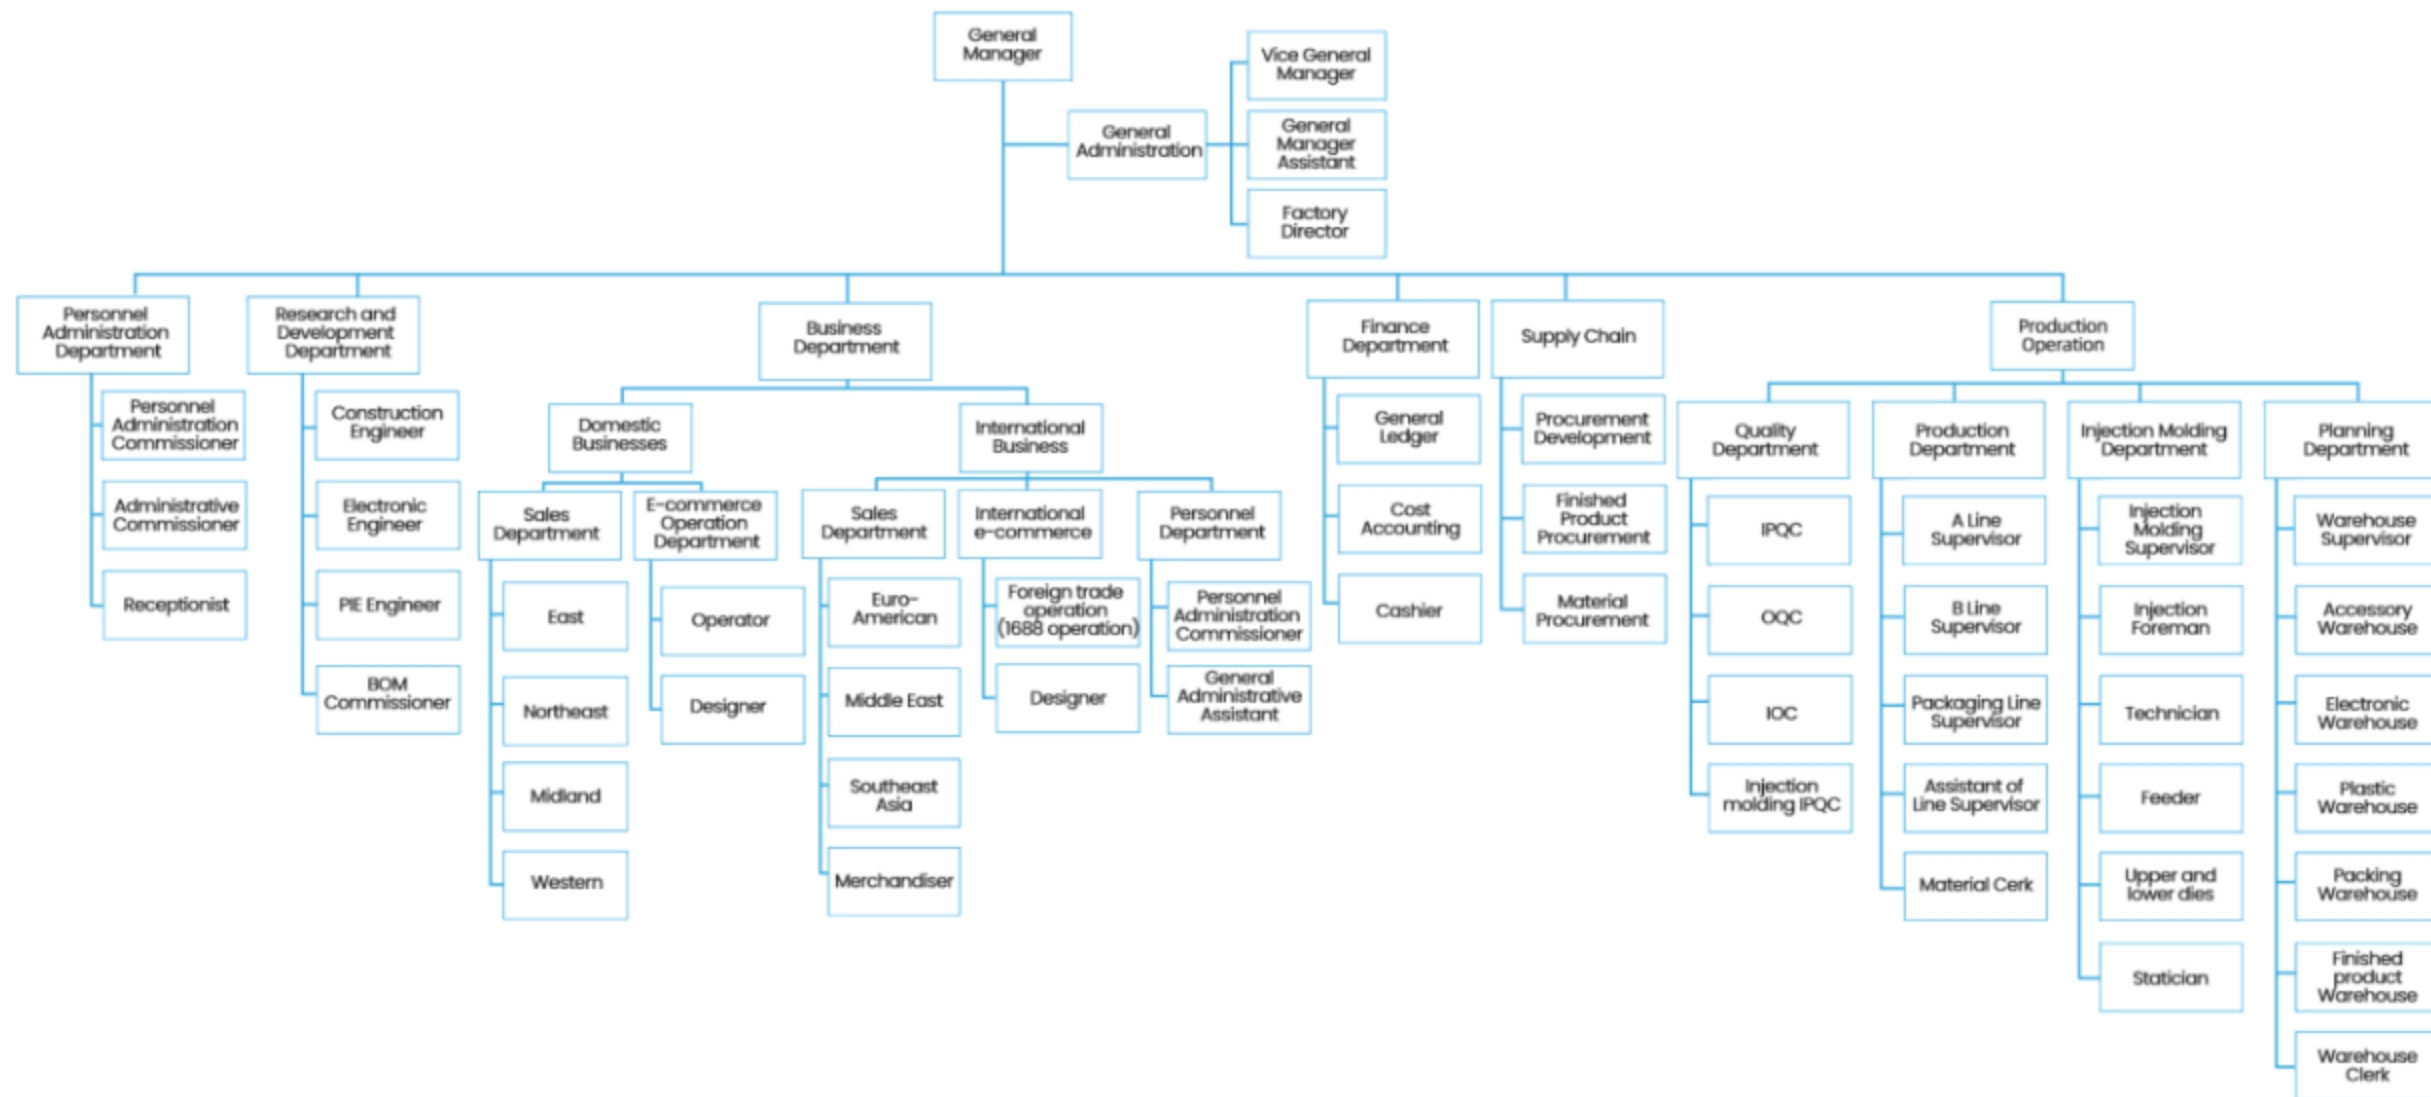 General
Manager
Vice General
Manager
General
Administration
General
Manager
Assistant
Factory
Director
Personnel
Administration
Department
Personnel
Administration
Commissioner
Administrative
Commissioner
Receptionist
Research and
Development
Department
Construction
Engineer
Electronic
Engineer
PIE Engineer
BOM
Commissioner
Business
Department
Domestic
Businesses
Sales
Department
East
Northeast
Midland
Western
E-commerce
Operation
Department
Operator
Designer
International
Business
Sales
Department
Euro-
American
Middle East
Southeast
Asia
Merchandiser
International
e-commerce
Foreign trade
operation
(1688 operation)
Designer
Personnel
Department
Personnel
Administration
Commissioner
General
Administrative
Assistant
Finance
Department
General
Ledger
Cost
Accounting
Cashier
Supply Chain
Procurement
Development
Finished
Product
Procurement
Material
Procurement
Production
Operation
Quality
Department
IPQC
OQC
IOC
Injection
molding IPQC
Production
Department
A Line
Supervisor
B Line
Supervisor
Packaging Line
Supervisor
Assistant of
Line Supervisor
Material Cerk
Injection Molding
Department
Injection
Molding
Supervisor
Injection
Foreman
Technician
Feeder
Upper and
lower dies
Statician
Planning
Department
Warehouse
Supervisor
Accessory
Warehouse
Electronic
Warehouse
Plastic
Warehouse
Packing
Warehouse
Finished
product
Warehouse
Warehouse
Clerk